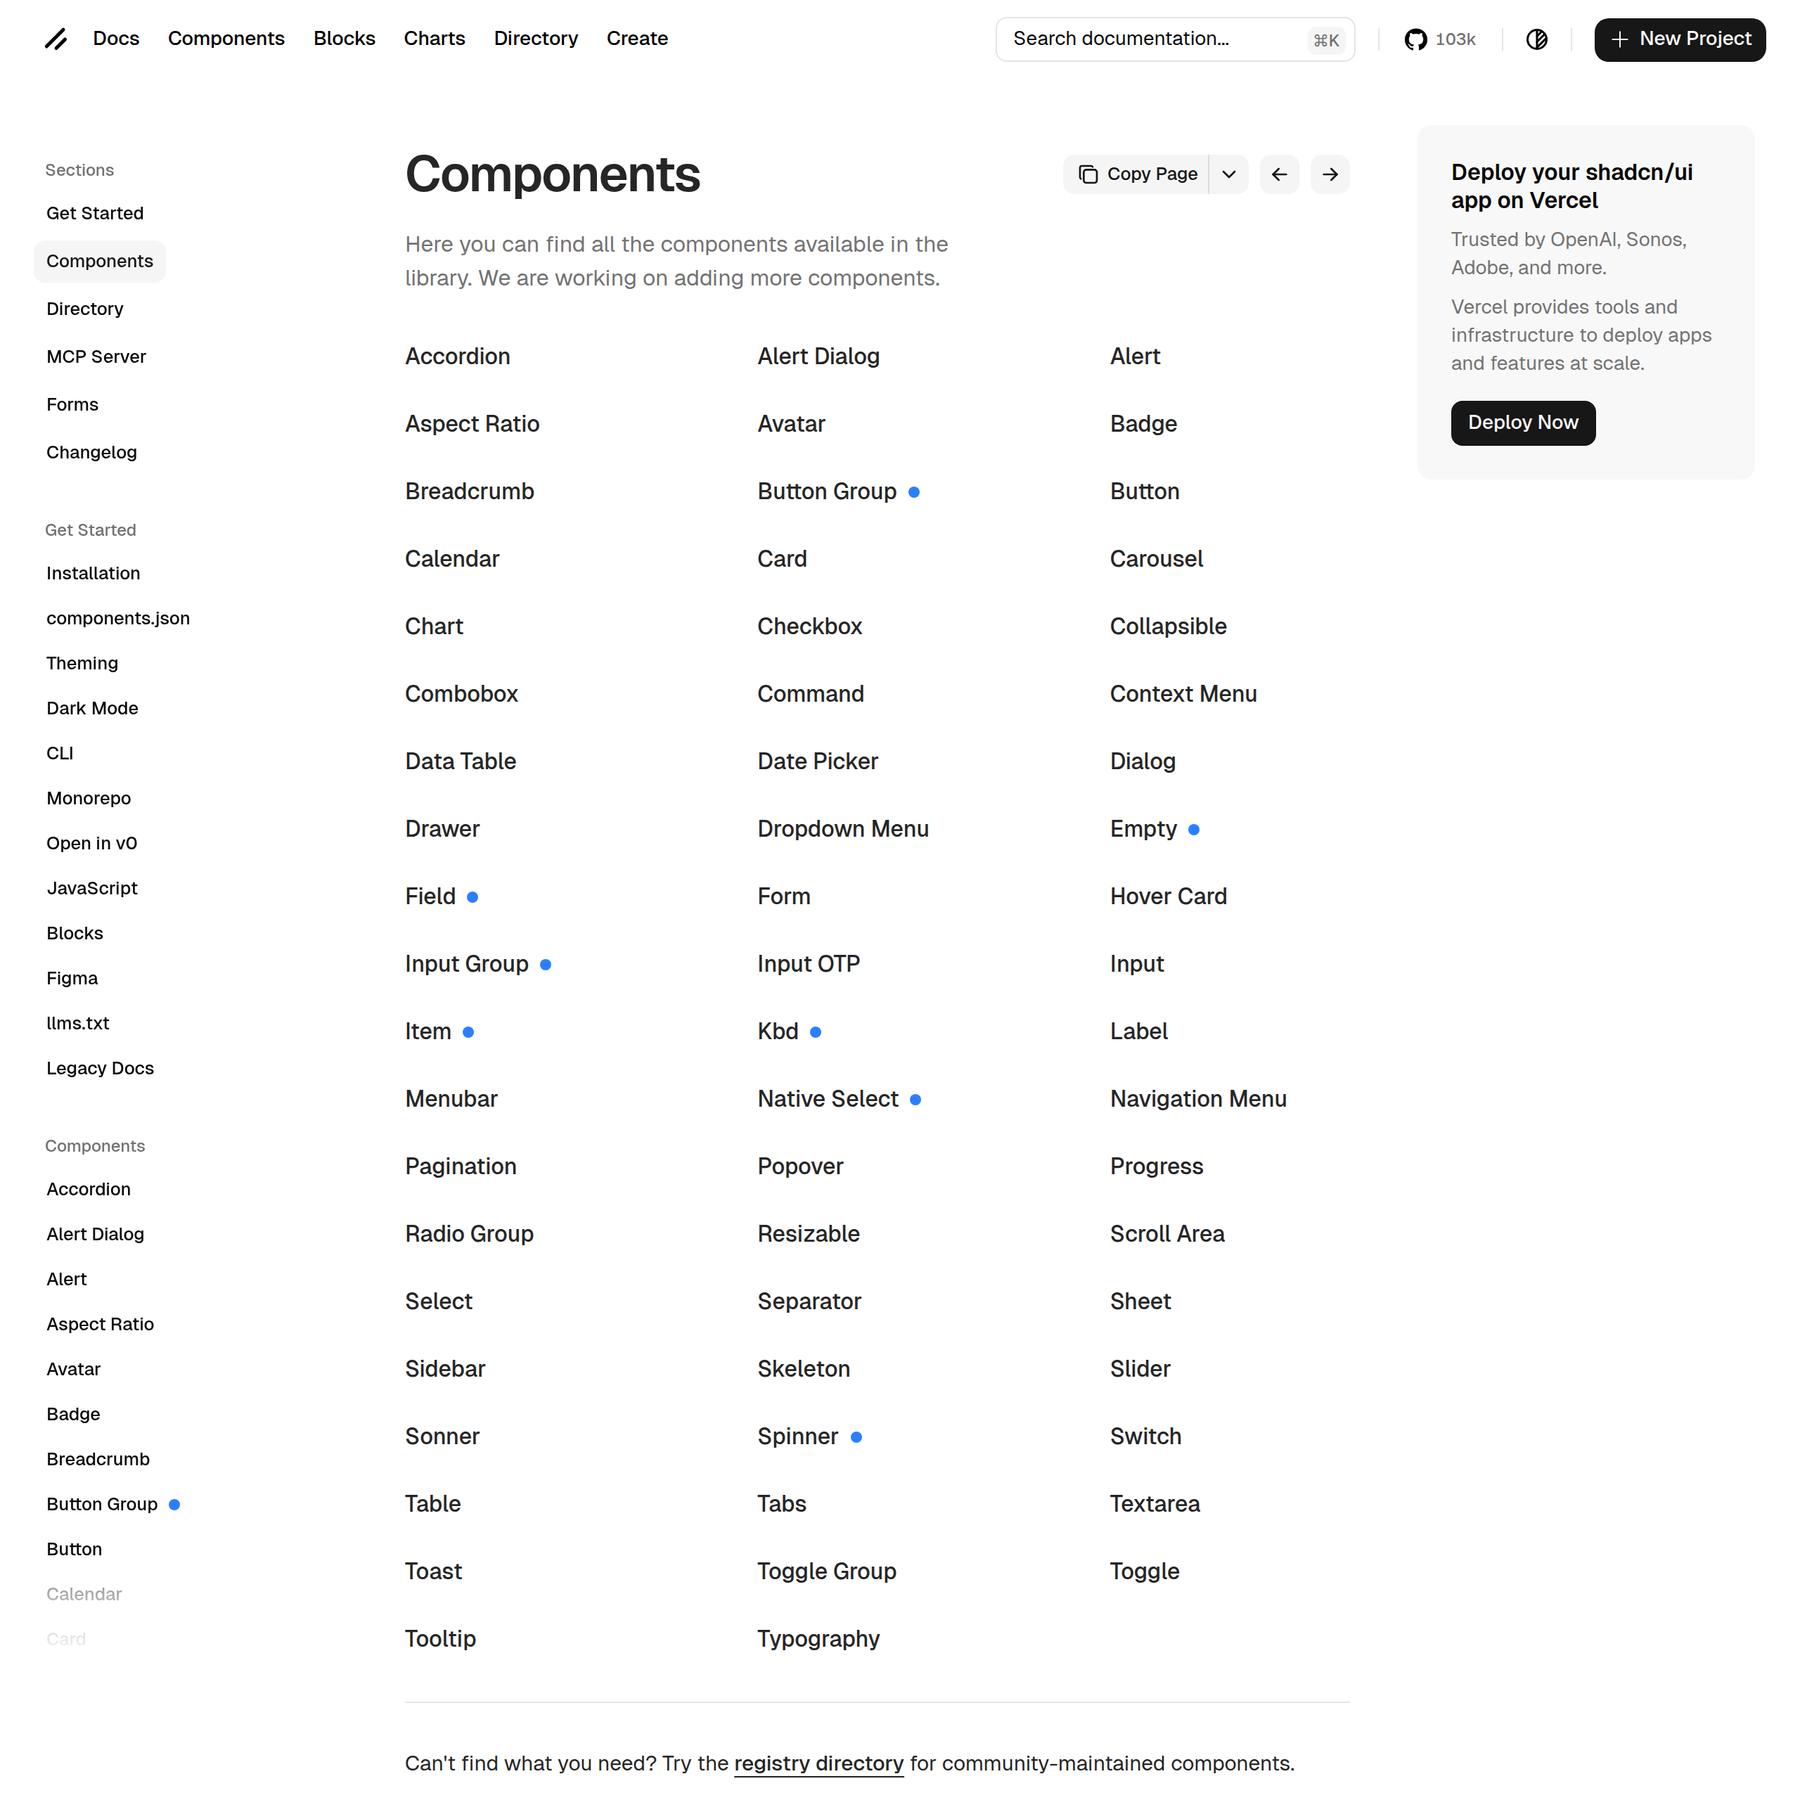 Docs Components Blocks Charts Directory Create Search documentation... ⌘K 103k New Project
Sections
Get Started
Components
Directory
MCP Server
Forms
Changelog
Get Started
Installation
components.json
Theming
Dark Mode
CLI
Monorepo
Open in v0
JavaScript
Blocks
Figma
llms.txt
Legacy Docs
Components
Accordion
Alert Dialog
Alert
Aspect Ratio
Avatar
Badge
Breadcrumb
Button Group
Button
Calendar
Card
Components
Copy Page
Here you can find all the components available in the
library. We are working on adding more components.
Accordion Alert Dialog Alert
Aspect Ratio Avatar Badge
Breadcrumb Button Group Button
Calendar Card Carousel
Chart Checkbox Collapsible
Combobox Command Context Menu
Data Table Date Picker Dialog
Drawer Dropdown Menu Empty
Field Form Hover Card
Input Group Input OTP Input
Item Kbd Label
Menubar Native Select Navigation Menu
Pagination Popover Progress
Radio Group Resizable Scroll Area
Select Separator Sheet
Sidebar Skeleton Slider
Sonner Spinner Switch
Table Tabs Textarea
Toast Toggle Group Toggle
Tooltip Typography
Can't find what you need? Try the registry directory for community-maintained components.
Deploy your shadcn/ui
app on Vercel
Trusted by OpenAI, Sonos,
Adobe, and more.
Vercel provides tools and
infrastructure to deploy apps
and features at scale.
Deploy Now